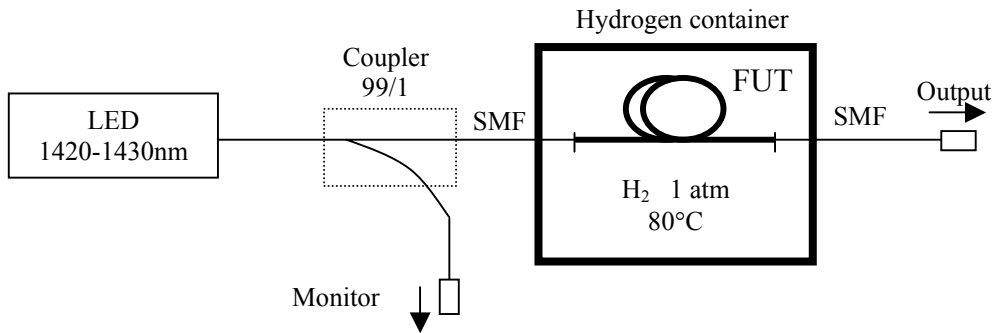 Hydrogen container
Coupler
99/1
FUT
Output
LED
1420-1430nm
SMF
SMF
H₂ 1 atm
80°C
Monitor